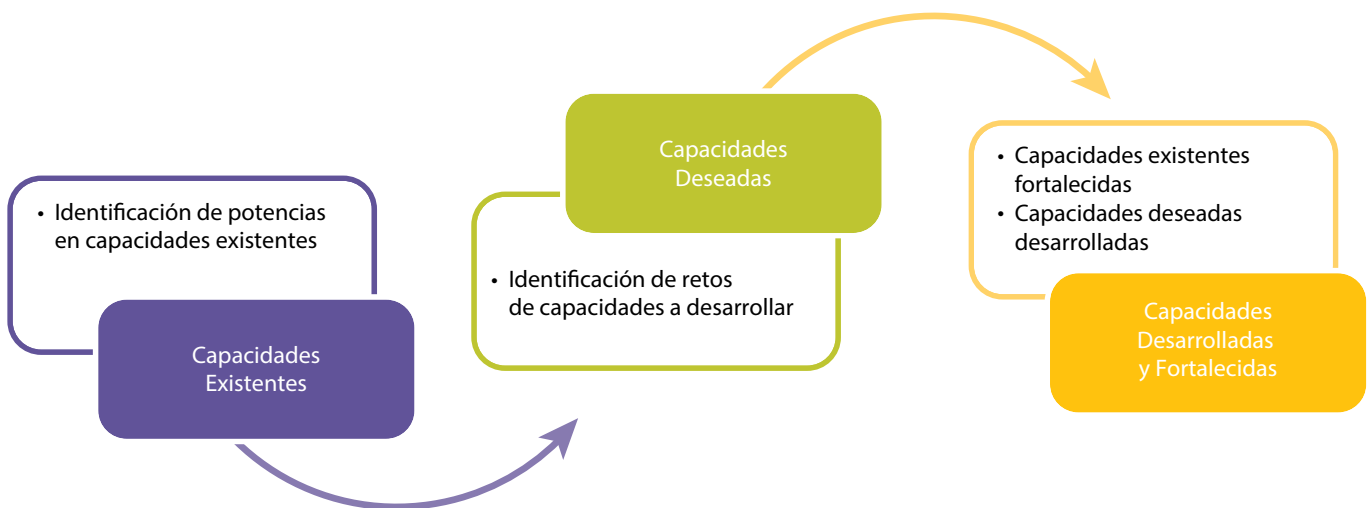 • Identificación de potencias
en capacidades existentes
Capacidades
Existentes
Capacidades
Deseadas
• Identificación de retos
de capacidades a desarrollar
• Capacidades existentes
fortalecidas
• Capacidades deseadas
desarrolladas
Capacidades
Desarrolladas
y Fortalecidas